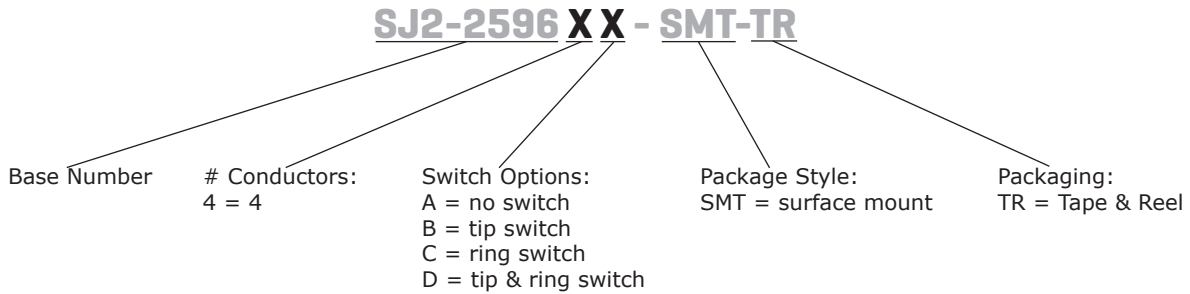 SJ2-2596 X X - SMT-TR
Base Number
# Conductors:
4 = 4
Switch Options:
A = no switch
B = tip switch
C = ring switch
D = tip & ring switch
Package Style:
SMT = surface mount
Packaging:
TR = Tape & Reel